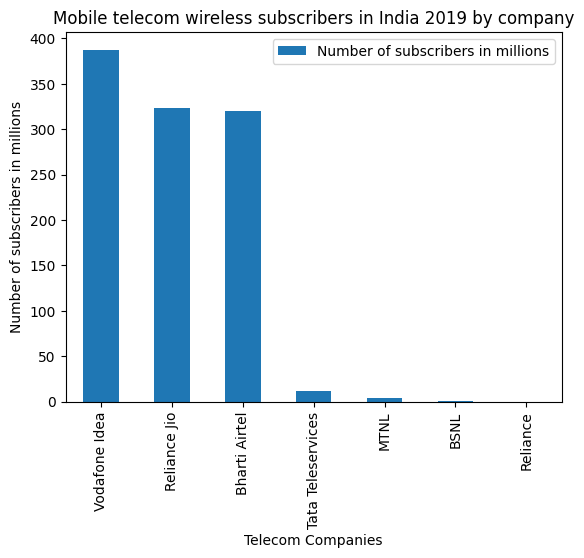 Mobile telecom wireless subscribers in India 2019 by company
Number of subscribers in millions
Number of subscribers in millions
400
350
300
250
200
150
100
50
0
Vodafone Idea
Reliance Jio
Bharti Airtel
Tata Teleservices
MTNL
BSNL
Reliance
Telecom Companies